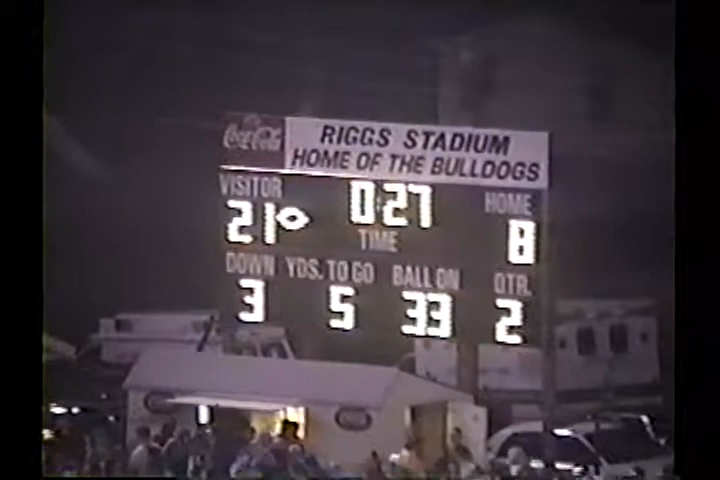 Coca-Cola
RIGGS STADIUM
HOME OF THE BULLDOGS
VISITOR
0:27
HOME
21
TIME
8
DOWN
YDS. TO GO
BALL ON
QTR.
3
5
33
2